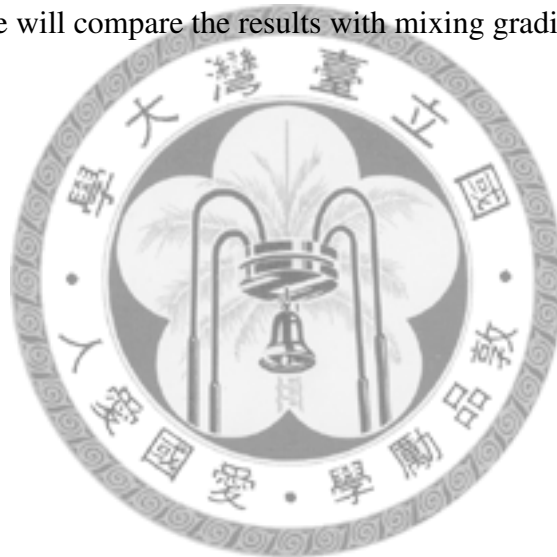 e will compare the results with mixing gradi
國立臺灣大學
敦品勵學・愛國愛人